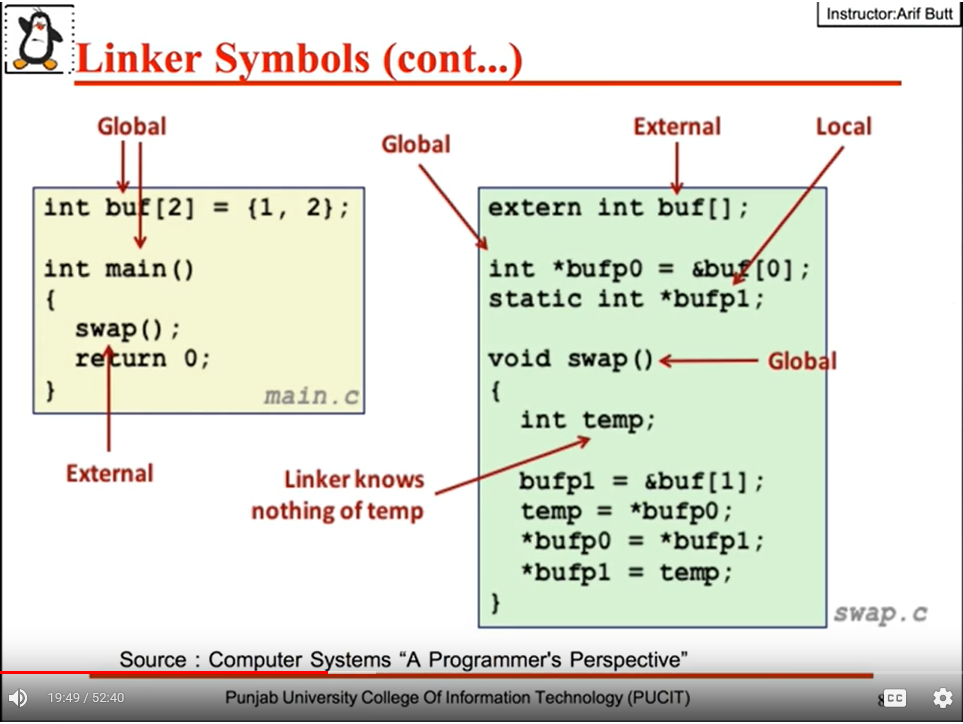 Instructor:Arif Butt
Linker Symbols (cont...)
Global
Global
External
Local
int buf[2] = {1, 2};
int main()
{
swap();
return 0;
}
main.c
External
Linker knows
nothing of temp
extern int buf[];
int *bufp0 = &buf[0];
static int *bufp1;
void swap()
Global
{
int temp;
bufp1 = &buf[1];
temp = *bufp0;
*bufp0 = *bufp1;
*bufp1 = temp;
}
swap.c
Source : Computer Systems “A Programmer's Perspective”
19:49 / 52:40
Punjab University College Of Information Technology (PUCIT)
CC